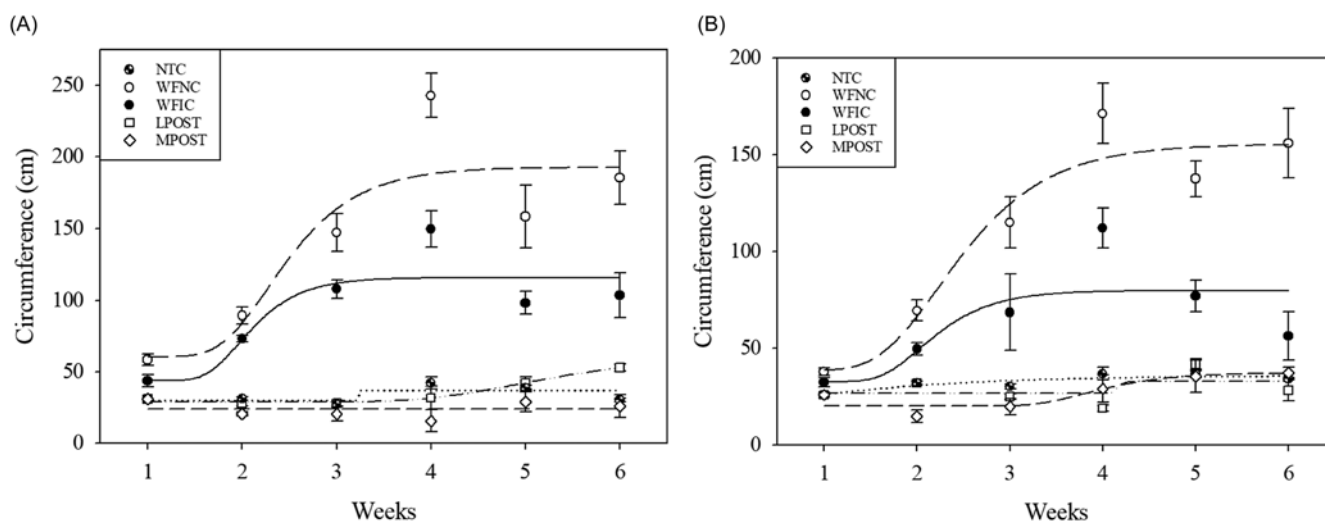 (A)
NTC
WFNC
WFIC
LPOST
MPOST
250
200
150
100
50
0
Circumference (cm)
1 2 3 4 5 6
Weeks
(B)
NTC
WFNC
WFIC
LPOST
MPOST
200
150
100
50
0
Circumference (cm)
1 2 3 4 5 6
Weeks